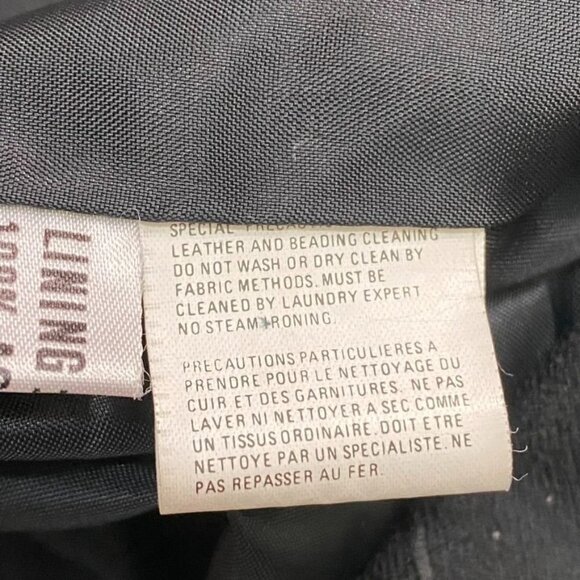 SPECIAL
LEATHER AND BEADING CLEANING
DO NOT WASH OR DRY CLEAN BY
FABRIC METHODS. MUST BE
CLEANED BY LAUNDRY EXPERT
NO STEAM IRONING.
PRECAUTIONS PARTICULIERES A
PRENDRE POUR LE NETTOYAGE DU
CUIR ET DES GARNITURES. NE PAS
LAVER NI NETTOYER A SEC COMME
UN TISSUS ORDINAIRE. DOIT ETRE
NETTOYE PAR UN SPECIALISTE. NE
PAS REPASSER AU FER.
LINING